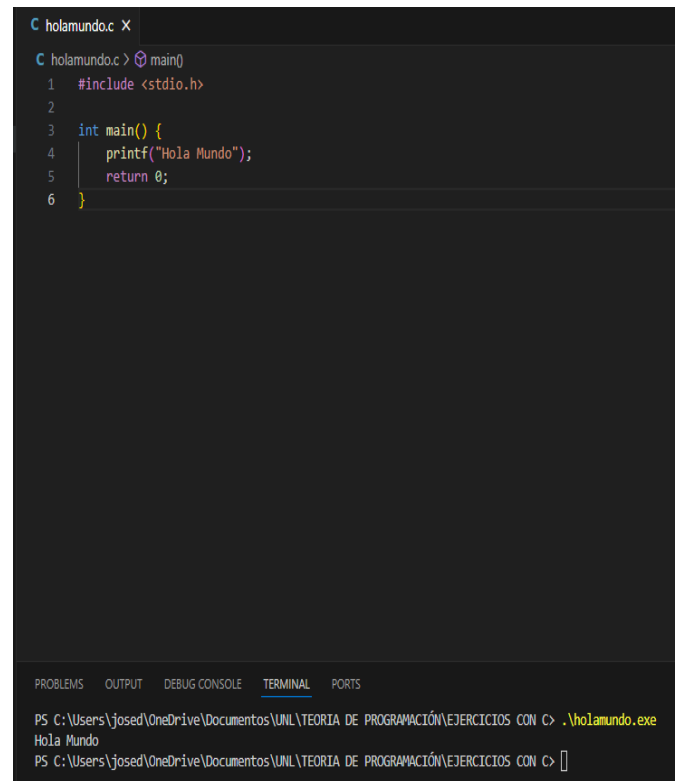 C holamundo.c X
C holamundo.c > main()
1 #include <stdio.h>
2
3 int main() {
4     printf("Hola Mundo");
5     return 0;
6 }
PROBLEMS OUTPUT DEBUG CONSOLE TERMINAL PORTS
PS C:\Users\josed\OneDrive\Documentos\UNL\TEORIA DE PROGRAMACIÓN\EJERCICIOS CON C> .\holamundo.exe
Hola Mundo
PS C:\Users\josed\OneDrive\Documentos\UNL\TEORIA DE PROGRAMACIÓN\EJERCICIOS CON C>